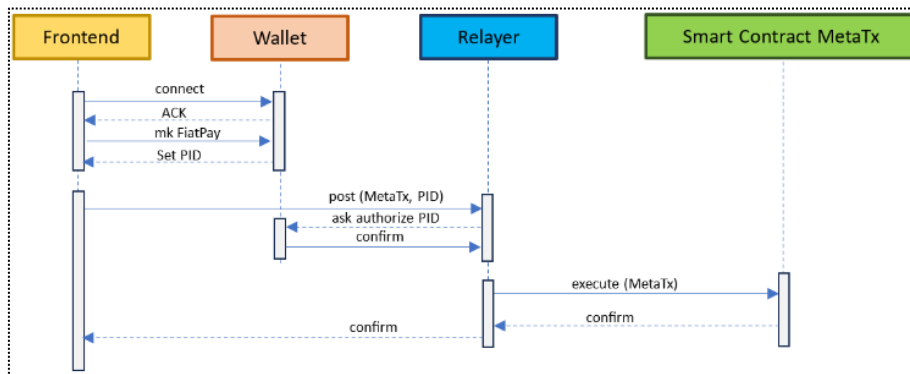 Frontend
Wallet
Relayer
Smart Contract MetaTx
connect
ACK
mk FiatPay
Set PID
post (MetaTx, PID)
ask authorize PID
confirm
execute (MetaTx)
confirm
confirm